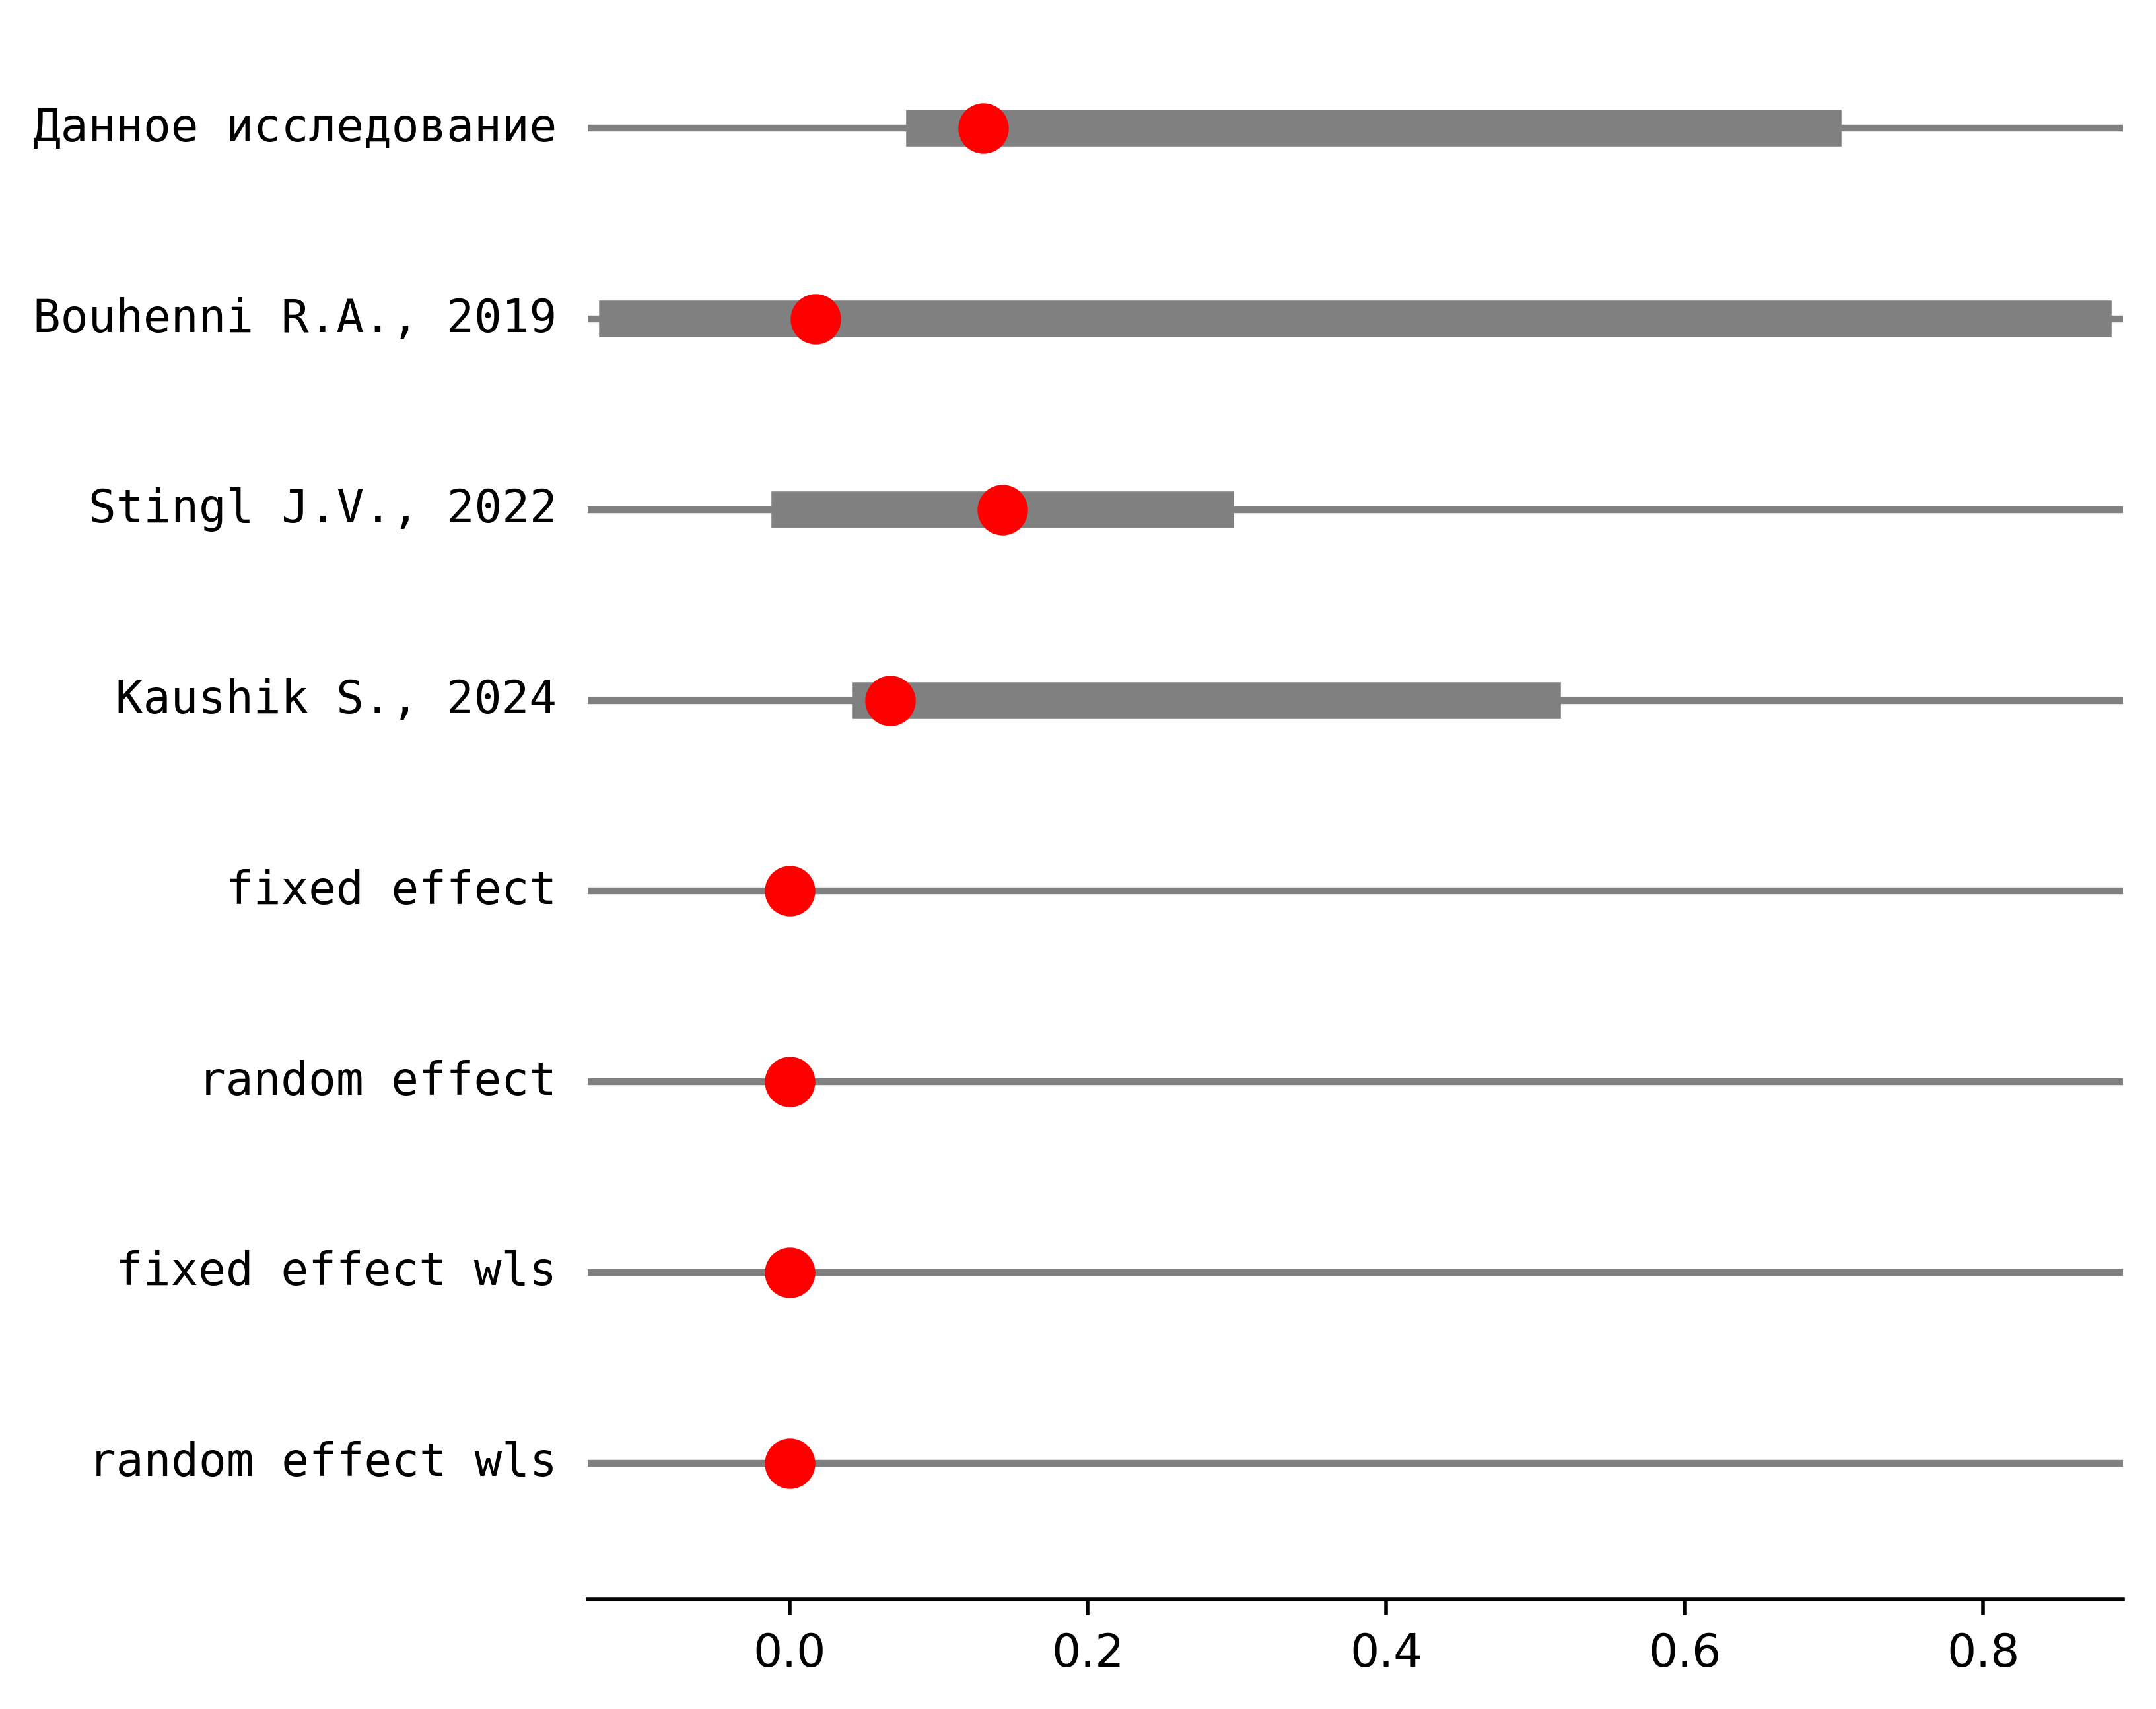 Данное исследование
Bouhenni R.A., 2019
Stingl J.V., 2022
Kaushik S., 2024
fixed effect
random effect
fixed effect wls
random effect wls
0.0 0.2 0.4 0.6 0.8